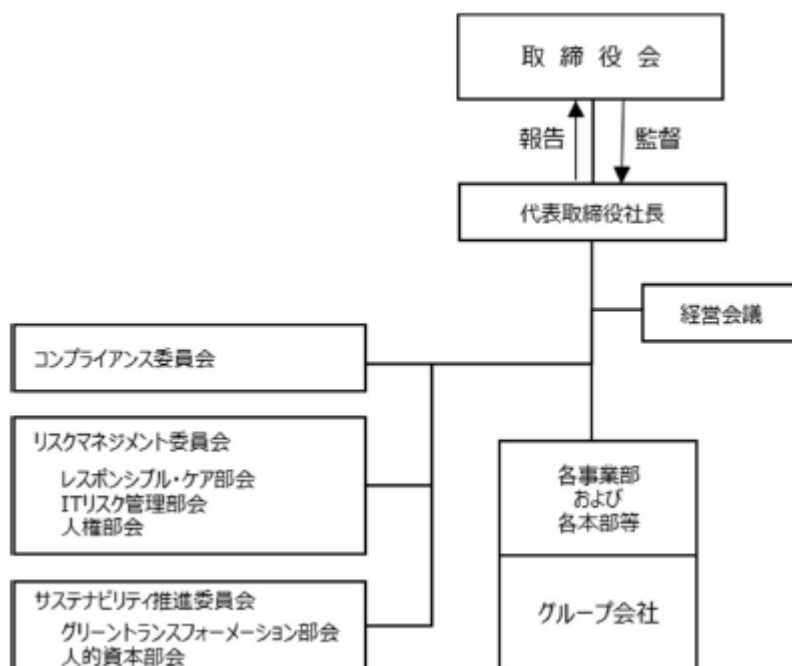 取締役会
報告
監督
代表取締役社長
経営会議
コンプライアンス委員会
リスクマネジメント委員会
レスポンシブル・ケア部会
ITリスク管理部会
人権部会
サステナビリティ推進委員会
グリーントランスフォーメーション部会
人的資本部会
各事業部
および
各本部等
グループ会社